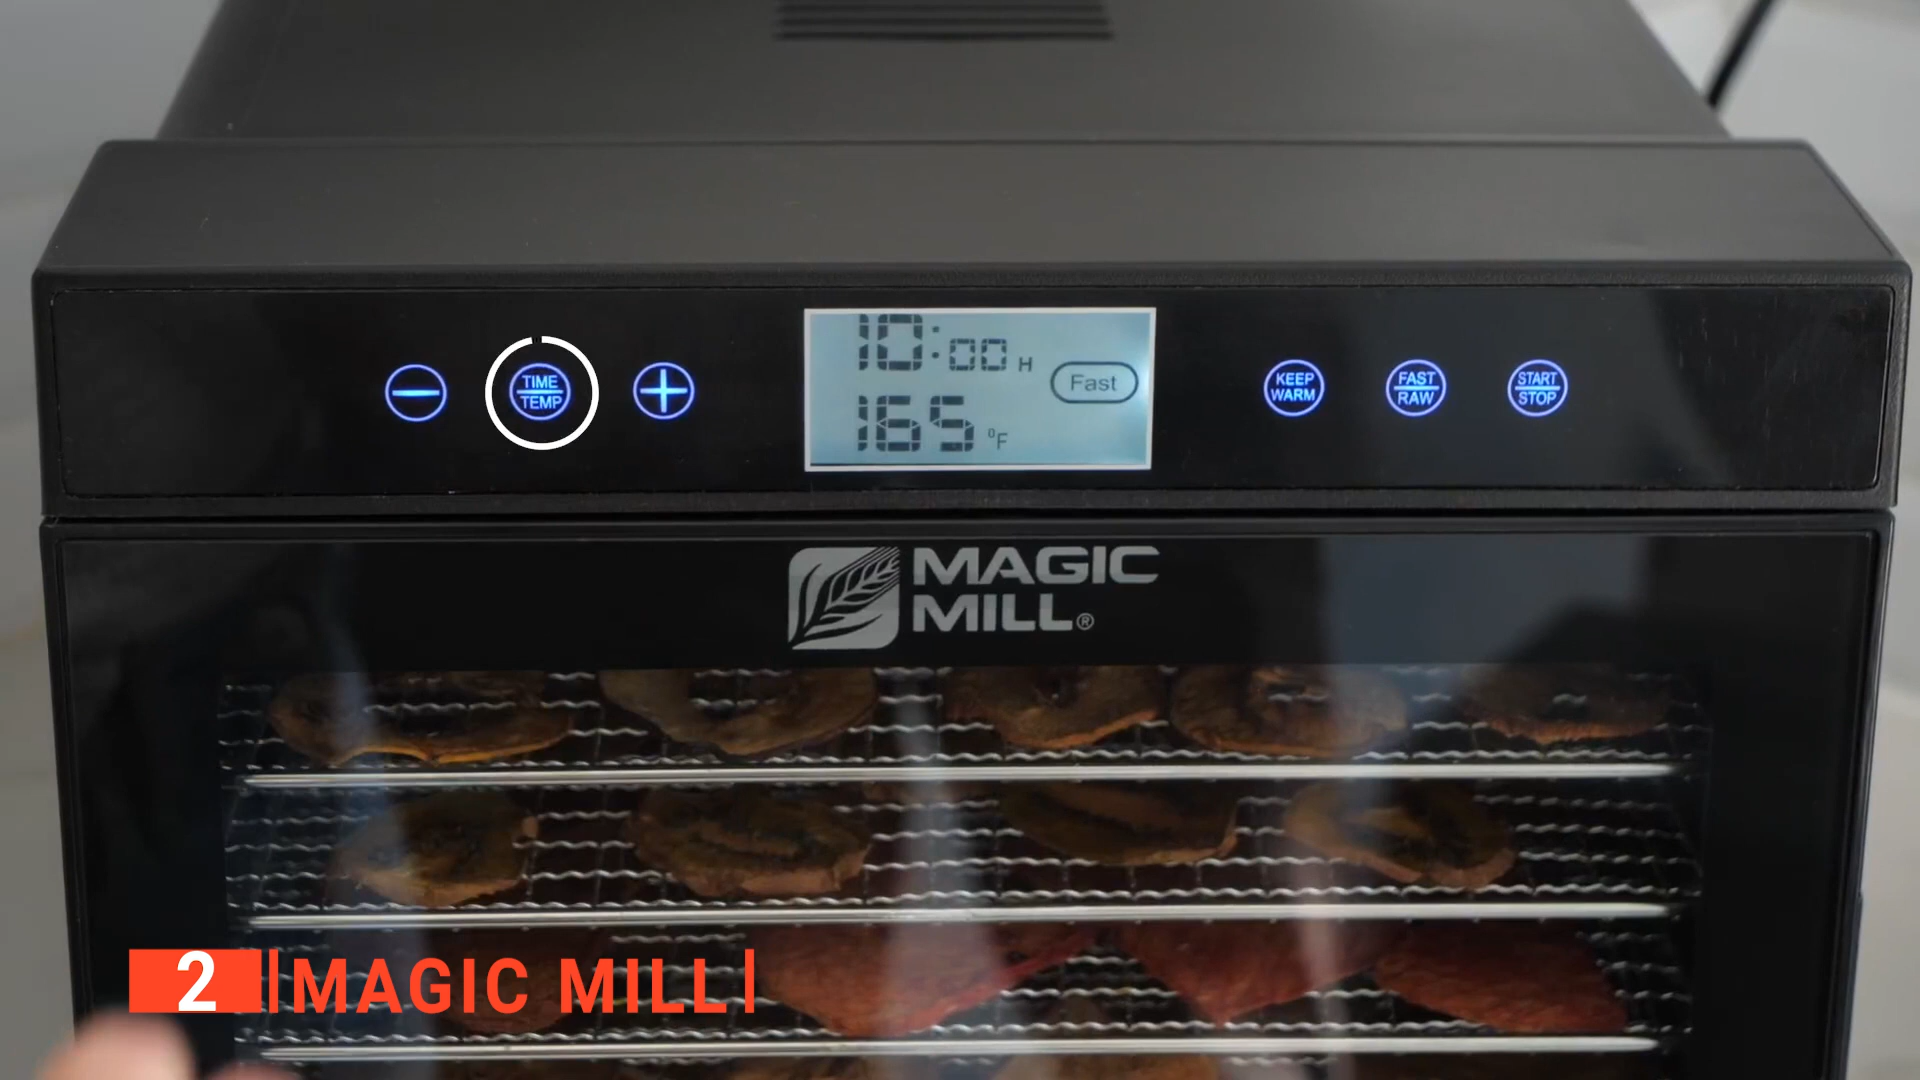 TIME
TEMP
10:00 H
165 °F
Fast
KEEP
WARM
FAST
RAW
START
STOP
MAGIC
MILL®
2 MAGIC MILL